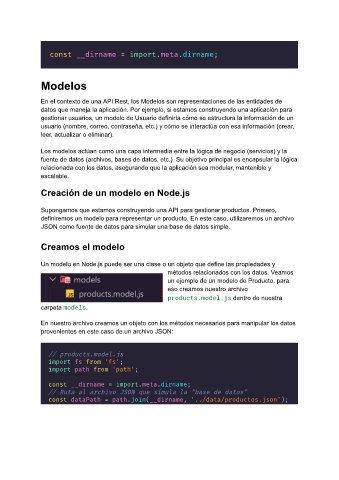 const __dirname = import.meta.dirname;
Modelos
En el contexto de una API Rest, los Modelos son representaciones de las entidades de
datos que maneja la aplicación. Por ejemplo, si estamos construyendo una aplicación para
gestionar usuarios, un modelo de Usuario definiría cómo se estructura la información de un
usuario (nombre, correo, contraseña, etc.) y cómo se interactúa con esa información (crear,
leer, actualizar o eliminar).
Los modelos actúan como una capa intermedia entre la lógica de negocio (servicios) y la
fuente de datos (archivos, bases de datos, etc.). Su objetivo principal es encapsular la lógica
relacionada con los datos, asegurando que la aplicación sea modular, mantenible y
escalable.
Creación de un modelo en Node.js
Supongamos que estamos construyendo una API para gestionar productos. Primero,
definiremos un modelo para representar un producto. En este caso, utilizaremos un archivo
JSON como fuente de datos para simular una base de datos simple.
Creamos el modelo
Un modelo en Node.js puede ser una clase o un objeto que define las propiedades y
métodos relacionados con los datos. Veamos
un ejemplo de un modelo de Producto, para
eso creamos nuestro archivo
products.model.js dentro de nuestra
carpeta models.
models
products.model.js
En nuestro archivo creamos un objeto con los métodos necesarios para manipular los datos
provenientes en este caso de un archivo JSON:
// products.model.js
import fs from 'fs';
import path from 'path';
const __dirname = import.meta.dirname;
// Ruta al archivo JSON que simula la "base de datos"
const dataPath = path.join(__dirname, '../data/productos.json');